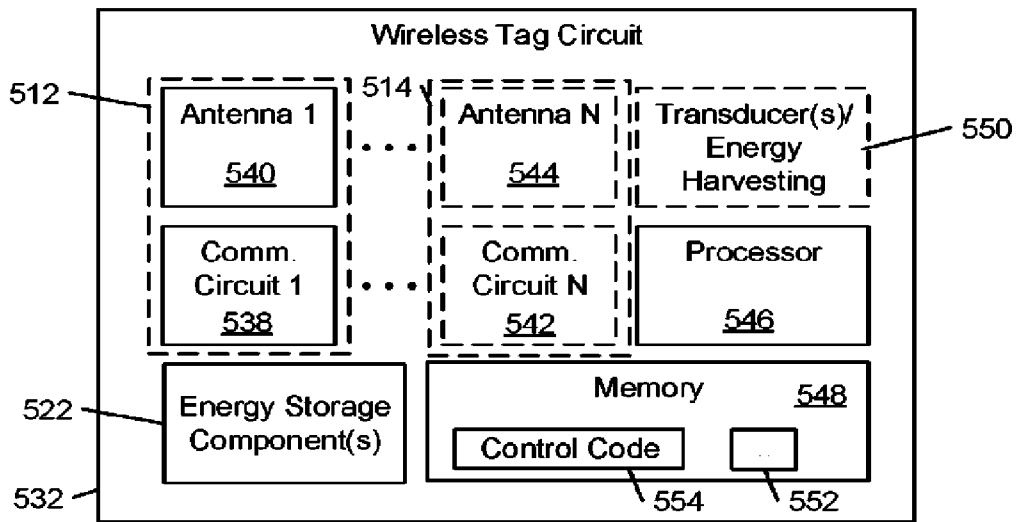 Wireless Tag Circuit
512
Antenna 1
540
514
Antenna N
544
Transducer(s)/
Energy
Harvesting
550
Comm.
Circuit 1
538
Comm.
Circuit N
542
Processor
546
522
Energy Storage
Component(s)
Memory
548
Control Code
532
554
552